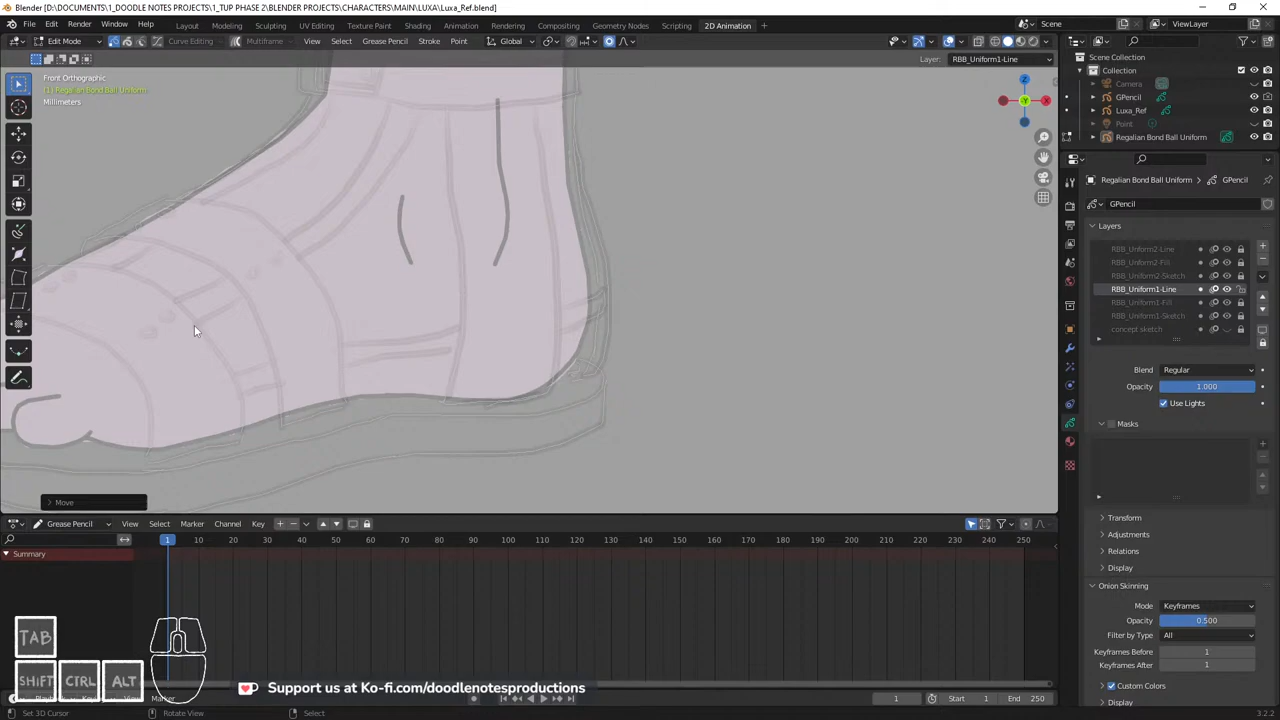 Blender [D:\DOCUMENTS\1_DOODLE NOTES PROJECTS\1_TUP PHASE 2\BLENDER PROJECTS\CHARACTERS\MAIN\LUXA\Luxa_Ref.blend]
File Edit Render Window Help Layout Modeling Sculpting UV Editing Texture Paint Shading Animation Rendering Compositing Geometry Nodes Scripting 2D Animation + Scene ViewLayer
Edit Mode Curve Editing Multiframe View Select Grease Pencil Stroke Point Global
Layer: RBB_Uniform1-Line
Front Orthographic
(1) Regalian Bond Ball Uniform
Millimeters
Scene Collection
Collection
Camera
GPencil
Luxa_Ref
Point
Regalian Bond Ball Uniform
Regalian Bond Ball Uniform > GPencil
GPencil
Layers
RBB_Uniform2-Line
RBB_Uniform2-Fill
RBB_Uniform2-Sketch
RBB_Uniform1-Line
RBB_Uniform1-Fill
RBB_Uniform1-Sketch
concept sketch
Blend Regular
Opacity 1.000
Use Lights
Masks
Transform
Adjustments
Relations
Display
Onion Skinning
Mode Keyframes
Opacity 0.500
Filter by Type All
Keyframes Before 1
Keyframes After 1
Custom Colors
Display
Move
Grease Pencil View Select Marker Channel Key
1 10 20 30 40 50 60 70 80 90 100 110 120 130 140 150 160 170 180 190 200 210 220 230 240 250
Summary
TAB
SHIFT CTRL ALT
Support us at Ko-fi.com/doodlenotesproductions
Marker
1 Start 1 End 250
Set 3D Cursor Rotate View Select 3.2.2